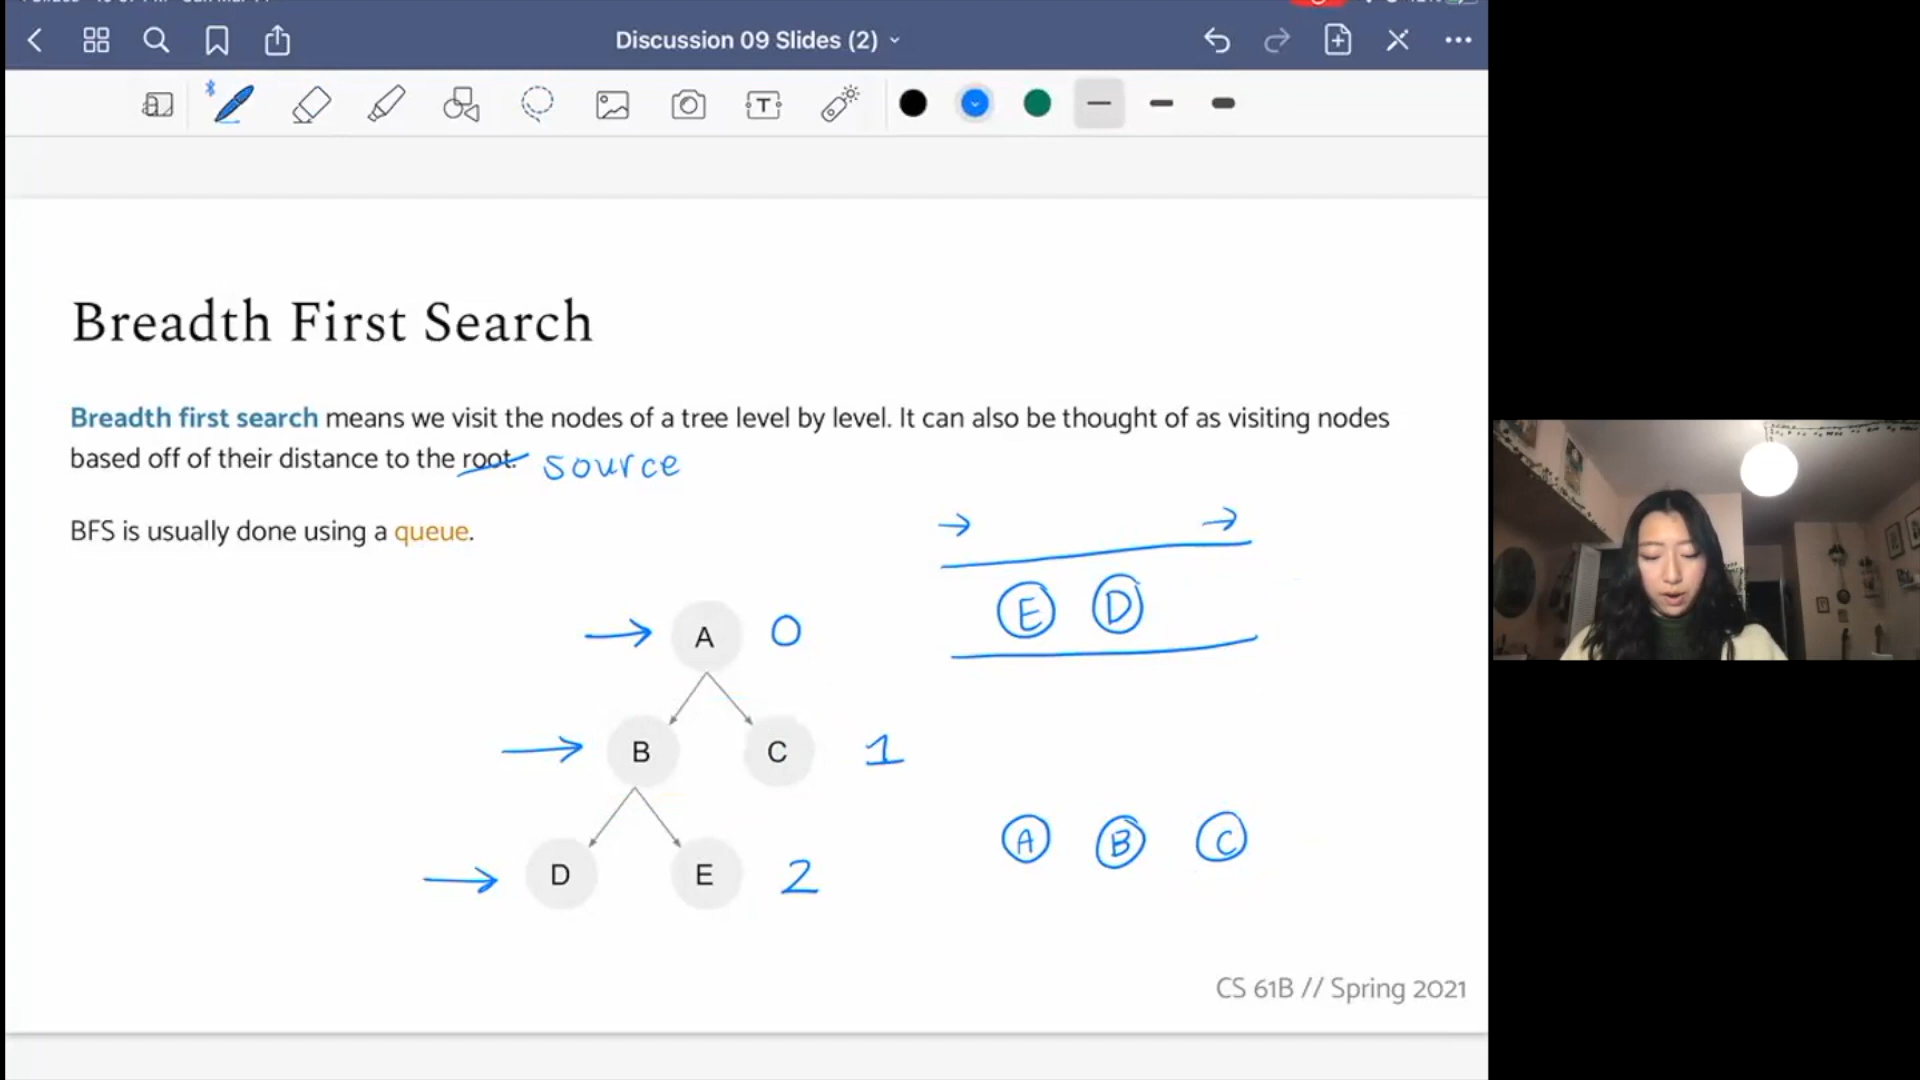 Discussion 09 Slides (2)
T
Breadth First Search
Breadth first search means we visit the nodes of a tree level by level. It can also be thought of as visiting nodes
based off of their distance to the root. source
BFS is usually done using a queue.
E D
A 0
B C 1
A B C
D E 2
CS 61B // Spring 2021